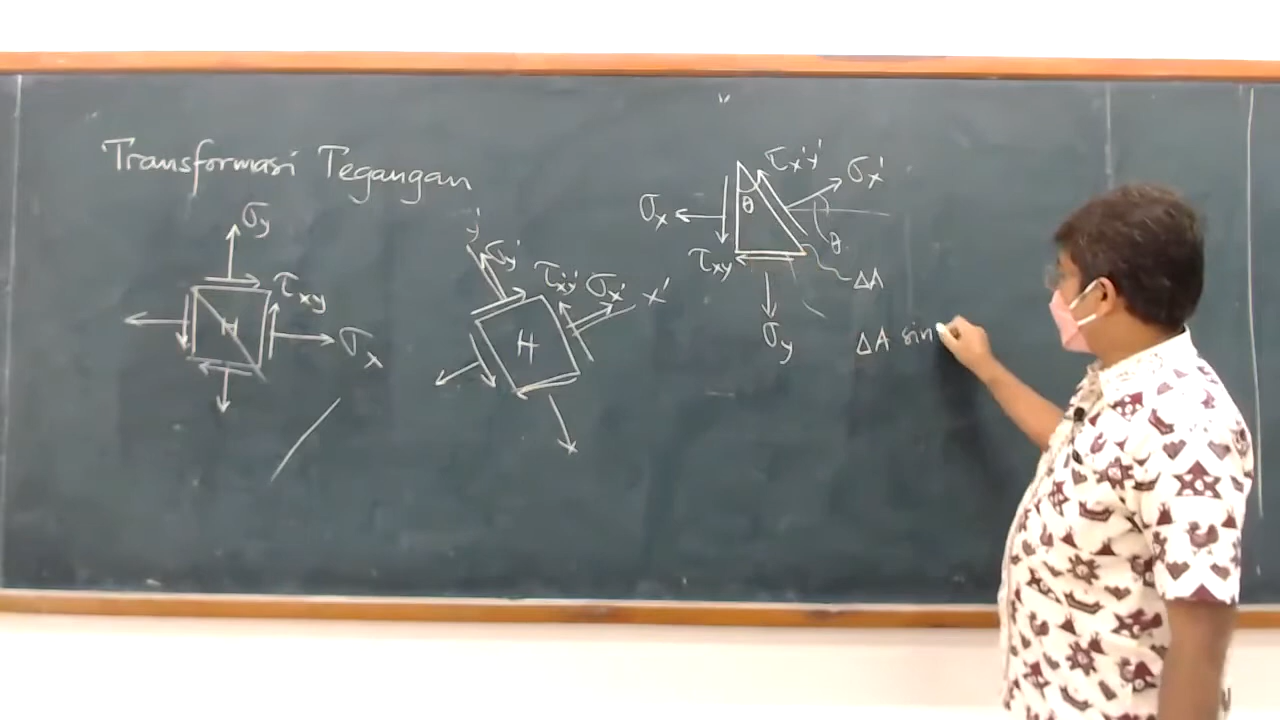 Transformasi Tegangan
σy
τxy
H
σx
y'
σy'
τx'y'
σx'
x'
H
τx'y'
σx'
σx
θ
θ
τxy
ΔA
σy
ΔA sin